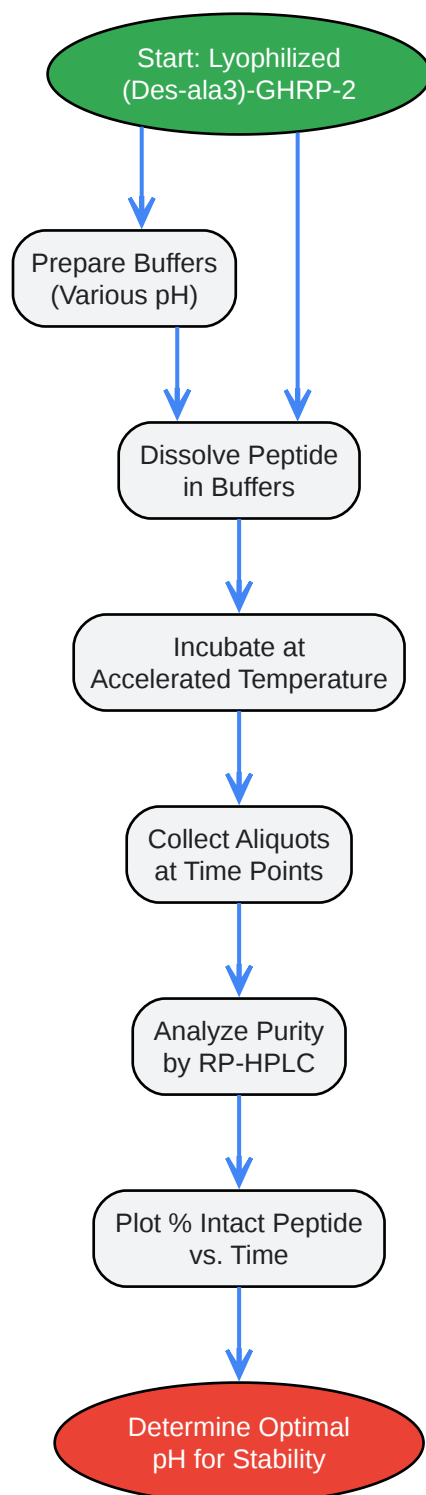 Start: Lyophilized
(Des-ala3)-GHRP-2
Prepare Buffers
(Various pH)
Dissolve Peptide
in Buffers
Incubate at
Accelerated Temperature
Collect Aliquots
at Time Points
Analyze Purity
by RP-HPLC
Plot % Intact Peptide
vs. Time
Determine Optimal
pH for Stability